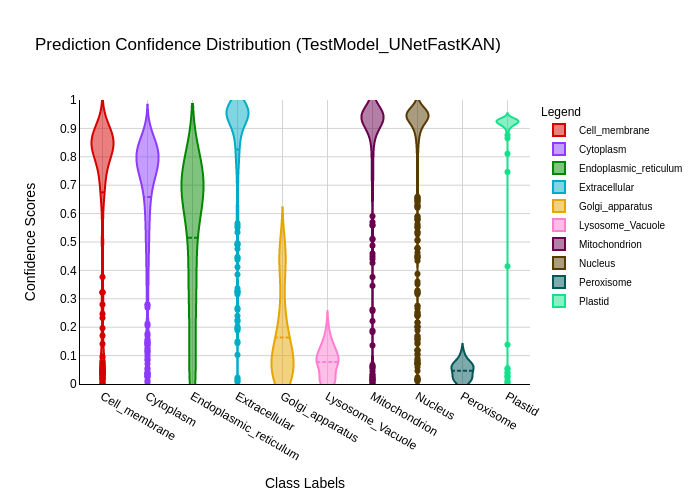 Prediction Confidence Distribution (TestModel_UNetFastKAN)
Confidence Scores
1
0.9
0.8
0.7
0.6
0.5
0.4
0.3
0.2
0.1
0
Cell_membrane
Cytoplasm
Endoplasmic_reticulum
Extracellular
Golgi_apparatus
Lysosome_Vacuole
Mitochondrion
Nucleus
Peroxisome
Plastid
Class Labels
Legend
Cell_membrane
Cytoplasm
Endoplasmic_reticulum
Extracellular
Golgi_apparatus
Lysosome_Vacuole
Mitochondrion
Nucleus
Peroxisome
Plastid